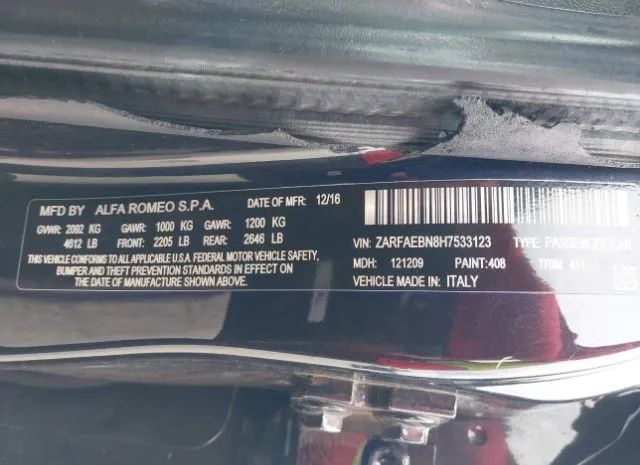 MFD BY ALFA ROMEO S.P.A. DATE OF MFR: 12/16
GVWR: 2092 KG GAWR: 1000 KG GAWR: 1200 KG
4612 LB FRONT: 2205 LB REAR: 2646 LB
THIS VEHICLE CONFORMS TO ALL APPLICABLE U.S.A. FEDERAL MOTOR VEHICLE SAFETY,
BUMPER AND THEFT PREVENTION STANDARDS IN EFFECT ON
THE DATE OF MANUFACTURE SHOWN ABOVE.
VIN: ZARFAEBN8H7533123 TYPE: PASSENGER CAR
MDH: 121209 PAINT: 408 TRIM: 411
VEHICLE MADE IN: ITALY